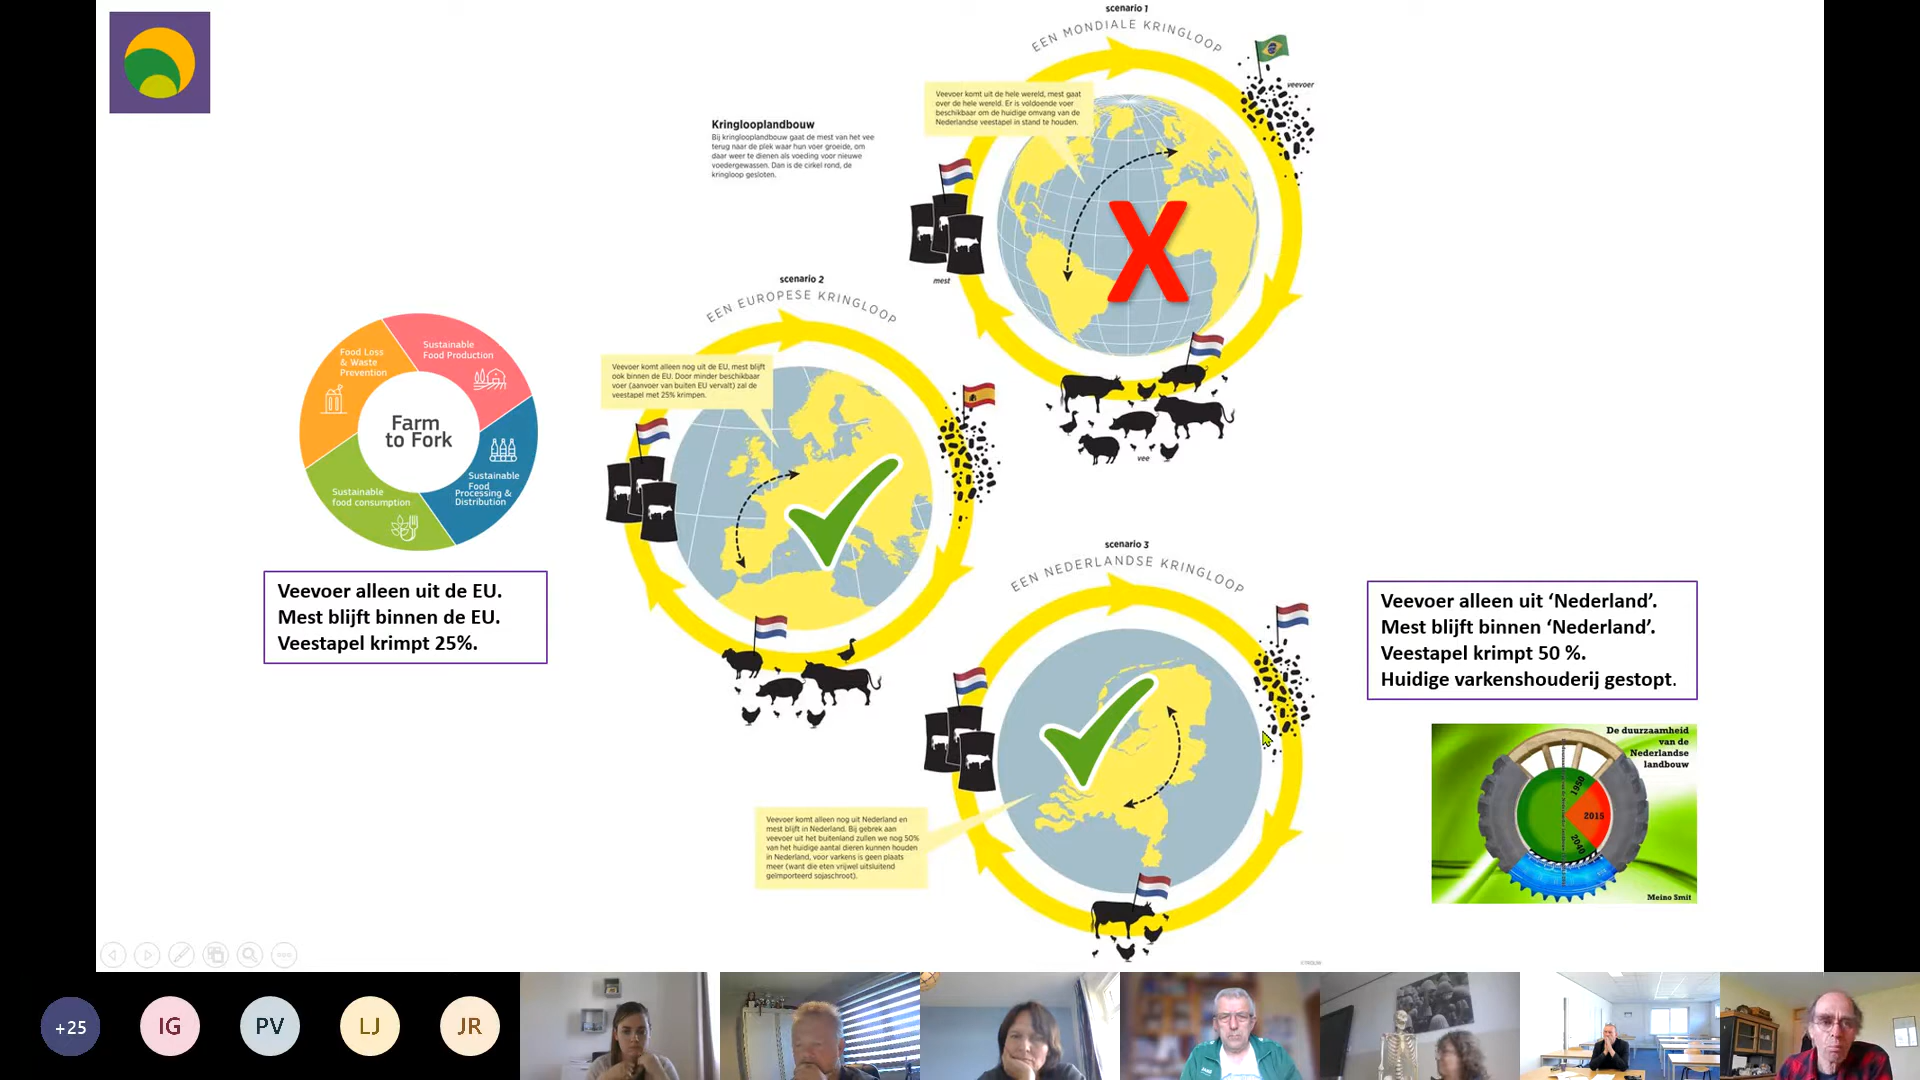 scenario 1
EEN MONDIALE KRINGLOOP
veevoer
Veevoer komt uit de hele wereld, mest gaat
over de hele wereld. Er is voldoende voer
beschikbaar om de huidige omvang van de
Nederlandse veestapel in stand te houden.
Kringlooplandbouw
Bij kringlooplandbouw gaat de mest van het vee
terug naar de plek waar hun voer groeide, om
daar weer te dienen als voeding voor nieuwe
voedergewassen. Dan is de cirkel rond, de
kringloop gesloten.
X
mest
vee
scenario 2
EEN EUROPESE KRINGLOOP
Veevoer komt alleen nog uit de EU, mest blijft
ook binnen de EU. Door minder beschikbaar
voer (aanvoer van buiten EU vervalt) zal de
veestapel met 25% krimpen.
Food Loss
& Waste
Prevention
Sustainable
Food Production
Farm
to Fork
Sustainable
Food
Processing &
Distribution
Sustainable
food consumption
Veevoer alleen uit de EU.
Mest blijft binnen de EU.
Veestapel krimpt 25%.
scenario 3
EEN NEDERLANDSE KRINGLOOP
Veevoer komt alleen nog uit Nederland en
mest blijft in Nederland. Bij gebrek aan
veevoer uit het buitenland zullen we nog 50%
van het huidige aantal dieren kunnen houden
in Nederland, voor varkens is geen plaats
meer (want die eten vrijwel uitsluitend
geïmporteerd sojaschroot).
Veevoer alleen uit ‘Nederland’.
Mest blijft binnen ‘Nederland’.
Veestapel krimpt 50 %.
Huidige varkenshouderij gestopt.
De duurzaamheid
van de
Nederlandse
landbouw
1950
2015
2040
Meino Smit
+25
IG
PV
LJ
JR